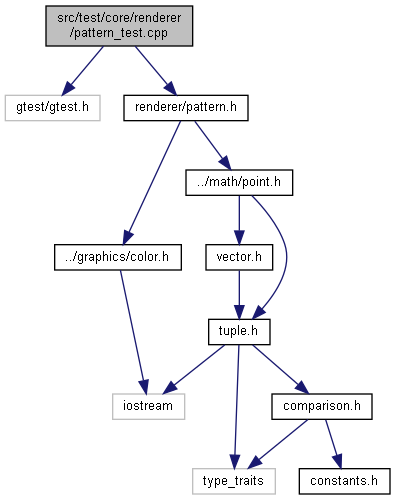 src/test/core/renderer
/pattern_test.cpp
gtest/gtest.h
renderer/pattern.h
../math/point.h
../graphics/color.h
vector.h
tuple.h
iostream
comparison.h
type_traits
constants.h